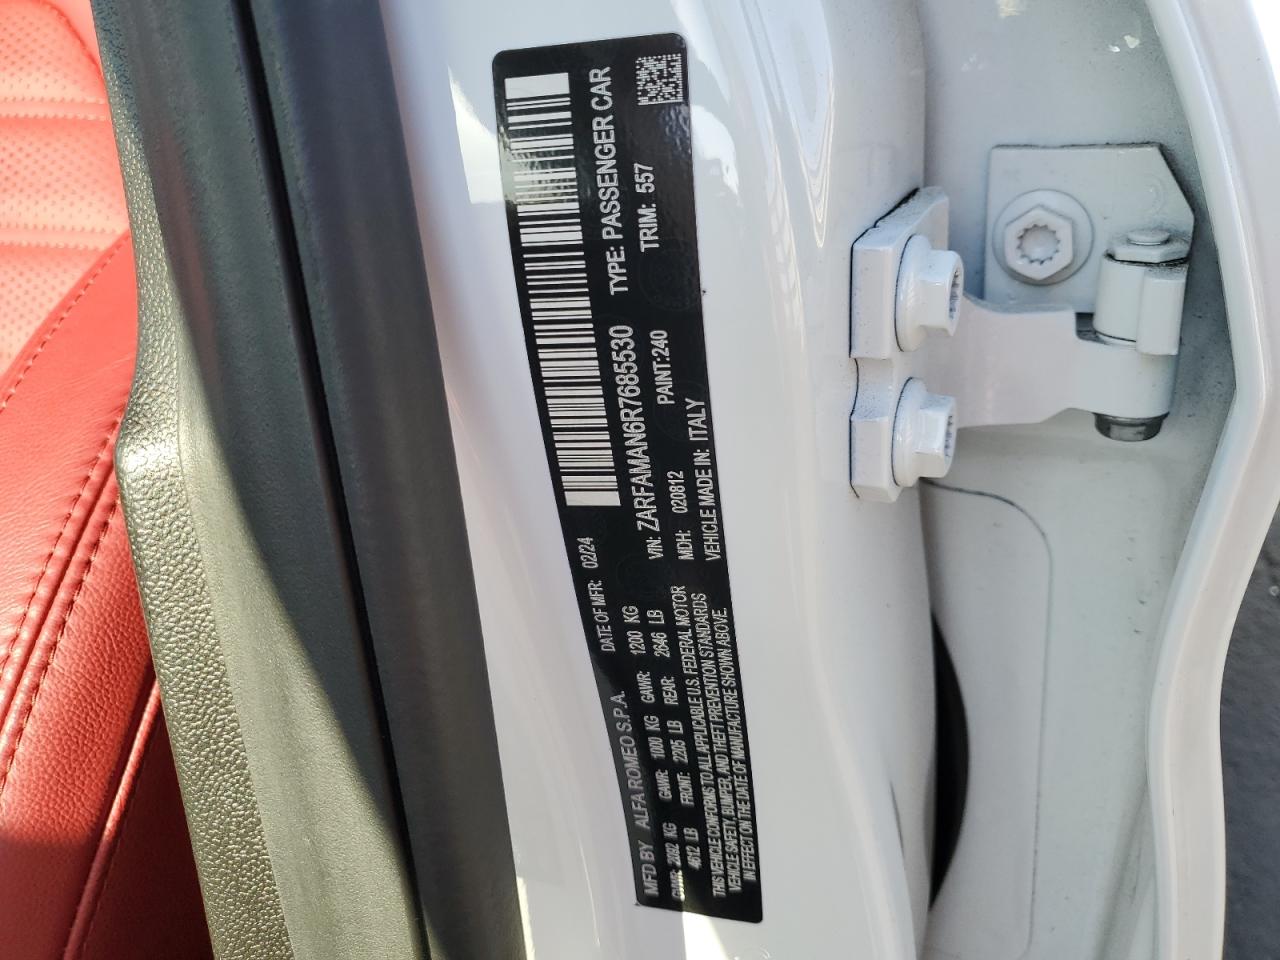 MFD BY ALFA ROMEO S.P.A. DATE OF MFR: 02/24
GVWR: 2092 KG GAWR: 1000 KG GAWR: 1200 KG
4612 LB FRONT: 2205 LB REAR: 2646 LB
THIS VEHICLE CONFORMS TO ALL APPLICABLE U.S. FEDERAL MOTOR
VEHICLE SAFETY, BUMPER, AND THEFT PREVENTION STANDARDS
IN EFFECT ON THE DATE OF MANUFACTURE SHOWN ABOVE.
VIN: ZARFAMAN6R7685530 TYPE: PASSENGER CAR
MDH: 020812 PAINT:240 TRIM: 557
VEHICLE MADE IN: ITALY